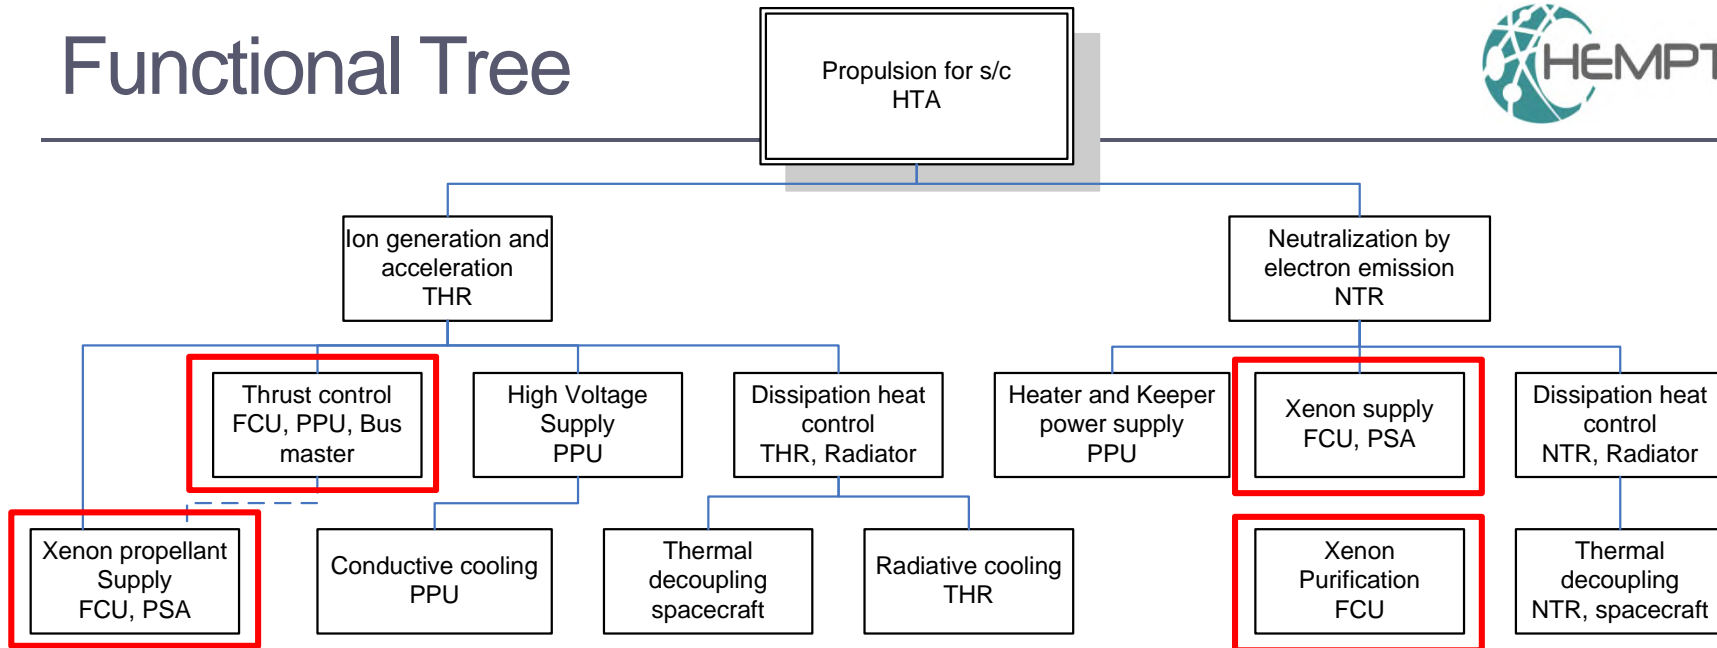 Functional Tree
Propulsion for s/c
HTA
HEMPT
Ion generation and
acceleration
THR
Neutralization by
electron emission
NTR
Thrust control
FCU, PPU, Bus
master
High Voltage
Supply
PPU
Dissipation heat
control
THR, Radiator
Heater and Keeper
power supply
PPU
Xenon supply
FCU, PSA
Dissipation heat
control
NTR, Radiator
Xenon propellant
Supply
FCU, PSA
Conductive cooling
PPU
Thermal
decoupling
spacecraft
Radiative cooling
THR
Xenon
Purification
FCU
Thermal
decoupling
NTR, spacecraft